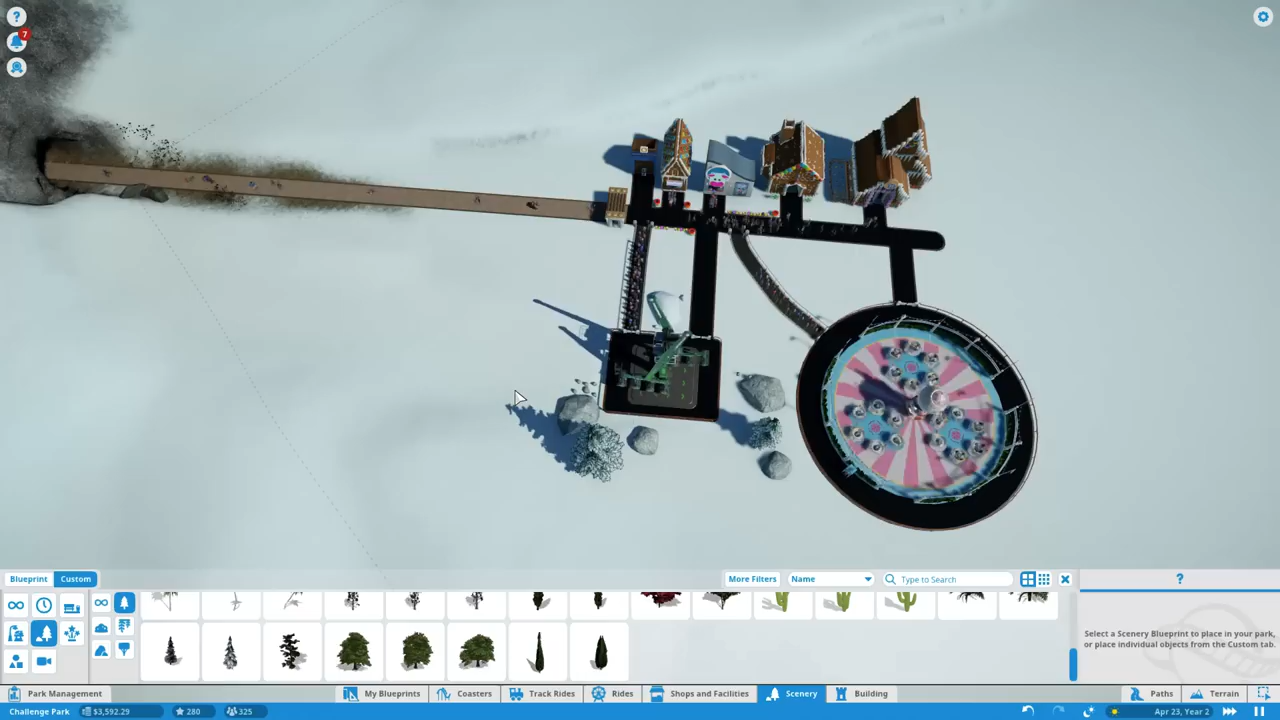 ?
7
Blueprint
Custom
More Filters
Name
Type to Search
?
Select a Scenery Blueprint to place in your park,
or place individual objects from the Custom tab.
Park Management
My Blueprints
Coasters
Track Rides
Rides
Shops and Facilities
Scenery
Building
Paths
Terrain
Challenge Park
$3,592.29
280
325
Apr 23, Year 2